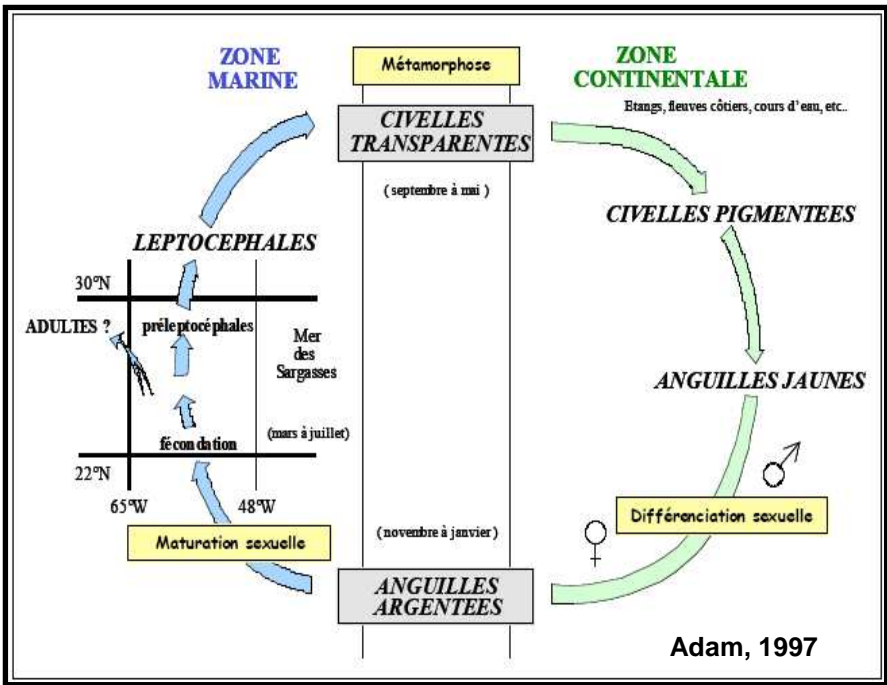 ZONE
MARINE
Métamorphose
ZONE
CONTINENTALE
Etangs, fleuves côtiers, cours d'eau, etc..
CIVELLES
TRANSPARENTES
(septembre à mai)
CIVELLES PIGMENTEES
LEPTOCEPHALES
30°N
ADULTES ?
préleptocéphales
Mer
des
Sargasses
ANGUILLES JAUNES
fécondation
(mars à juillet)
22°N
65°W
48°W
Maturation sexuelle
(novembre à janvier)
♂
Différenciation sexuelle
♀
ANGUILLES
ARGENTEES
Adam, 1997